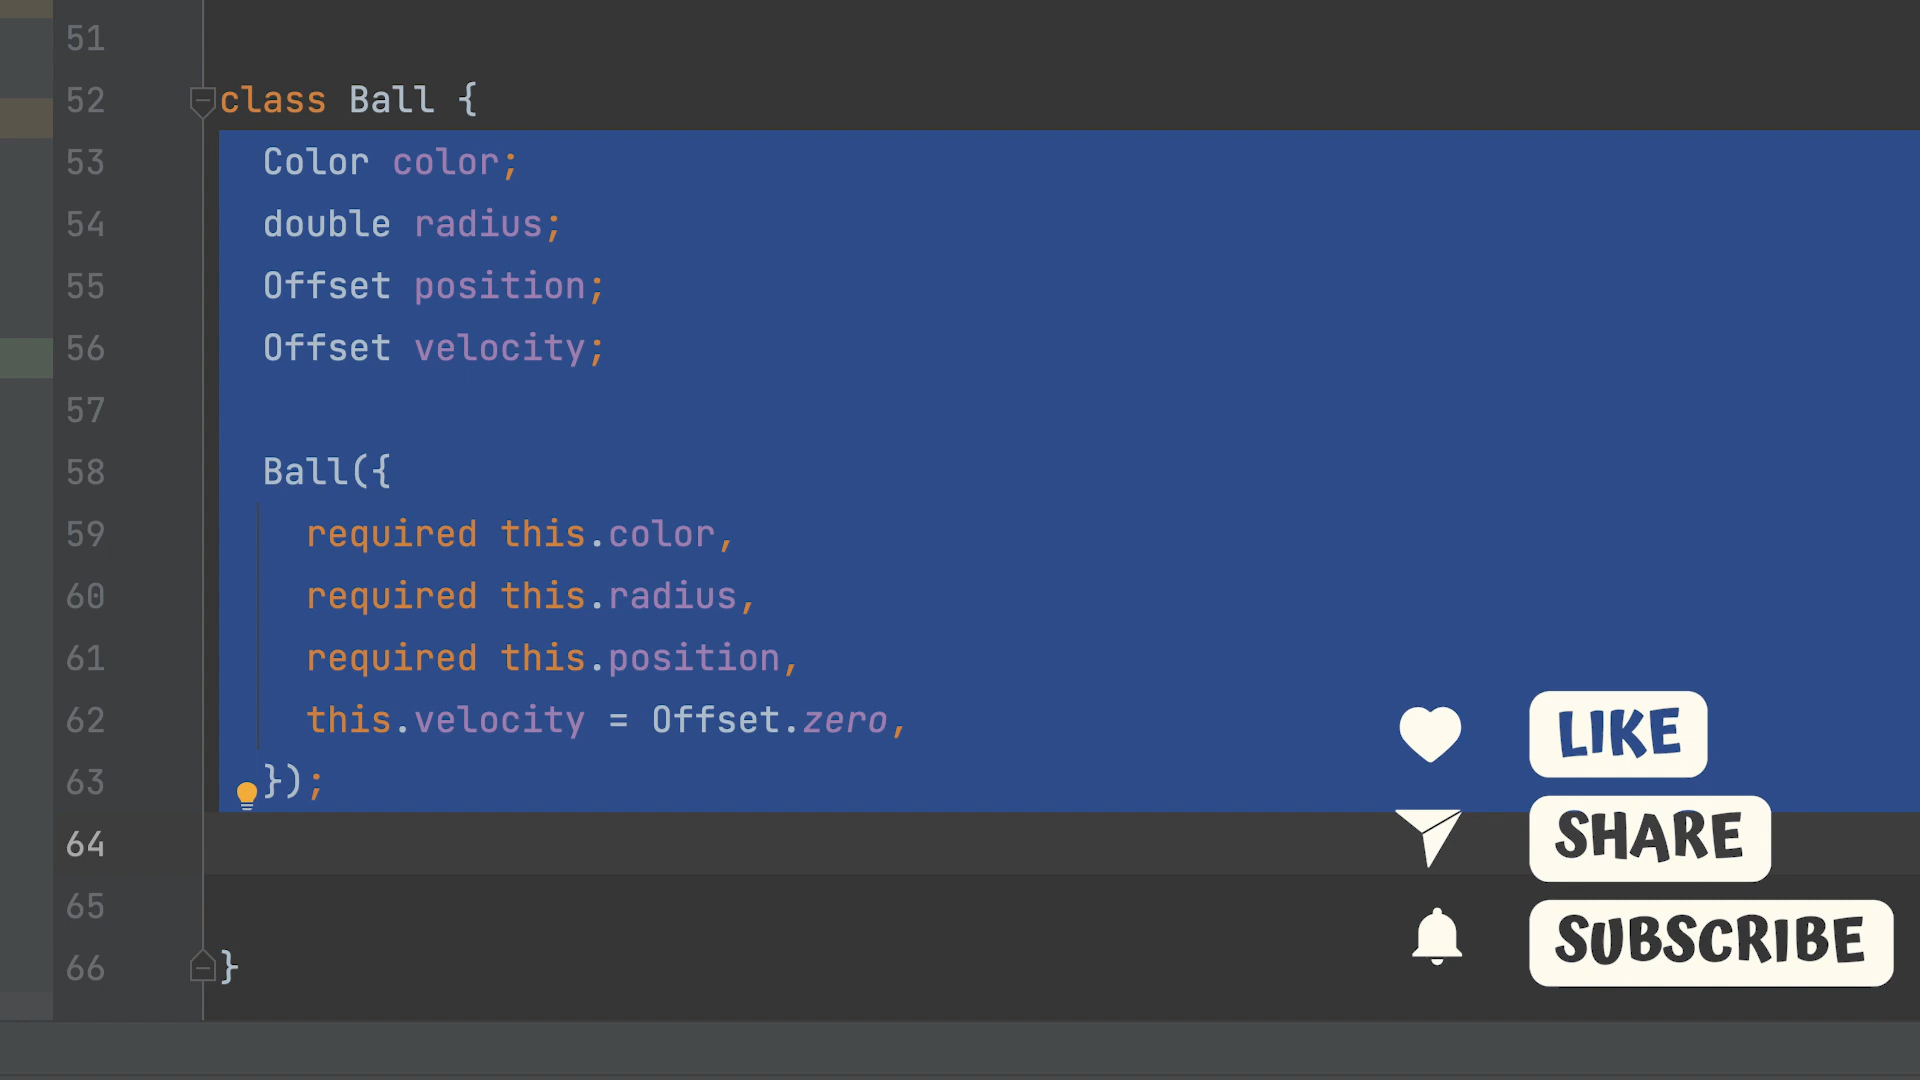 51
52 class Ball {
53 Color color;
54 double radius;
55 Offset position;
56 Offset velocity;
57
58 Ball({
59 required this.color,
60 required this.radius,
61 required this.position,
62 this.velocity = Offset.zero,
63 });
64
65
66 }
LIKE
SHARE
SUBSCRIBE